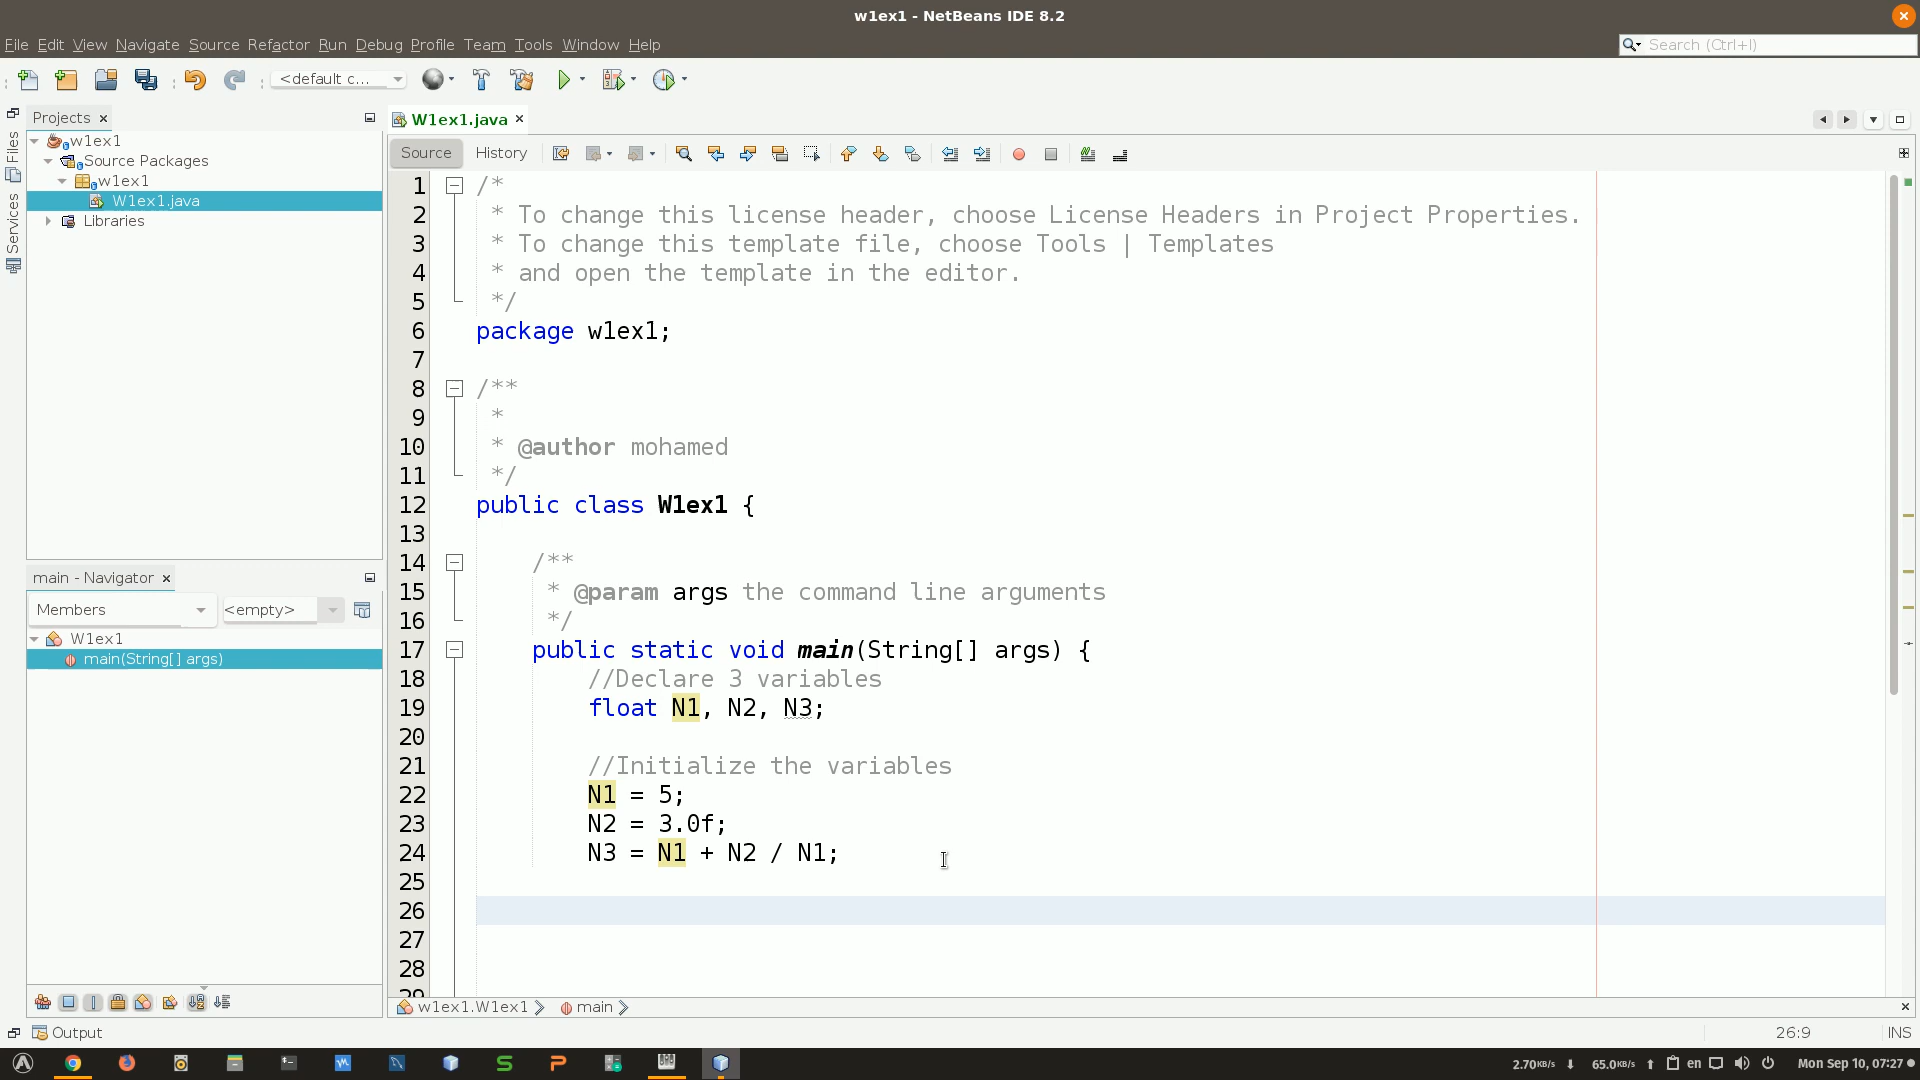 w1ex1 - NetBeans IDE 8.2
File Edit View Navigate Source Refactor Run Debug Profile Team Tools Window Help
Search (Ctrl+I)
<default c...
Projects
W1ex1.java
Files
Services
w1ex1
Source Packages
w1ex1
W1ex1.java
Libraries
Source History
1 /*
2  * To change this license header, choose License Headers in Project Properties.
3  * To change this template file, choose Tools | Templates
4  * and open the template in the editor.
5  */
6 package w1ex1;
7
8 /**
9  *
10  * @author mohamed
11  */
12 public class W1ex1 {
13
14     /**
15      * @param args the command line arguments
16      */
17     public static void main(String[] args) {
18         //Declare 3 variables
19         float N1, N2, N3;
20
21         //Initialize the variables
22         N1 = 5;
23         N2 = 3.0f;
24         N3 = N1 + N2 / N1;
25
26
27
28
29
main - Navigator
Members
<empty>
W1ex1
main(String[] args)
w1ex1.W1ex1
main
Output
26:9
INS
2.70KB/s
65.0KB/s
en
Mon Sep 10, 07:27